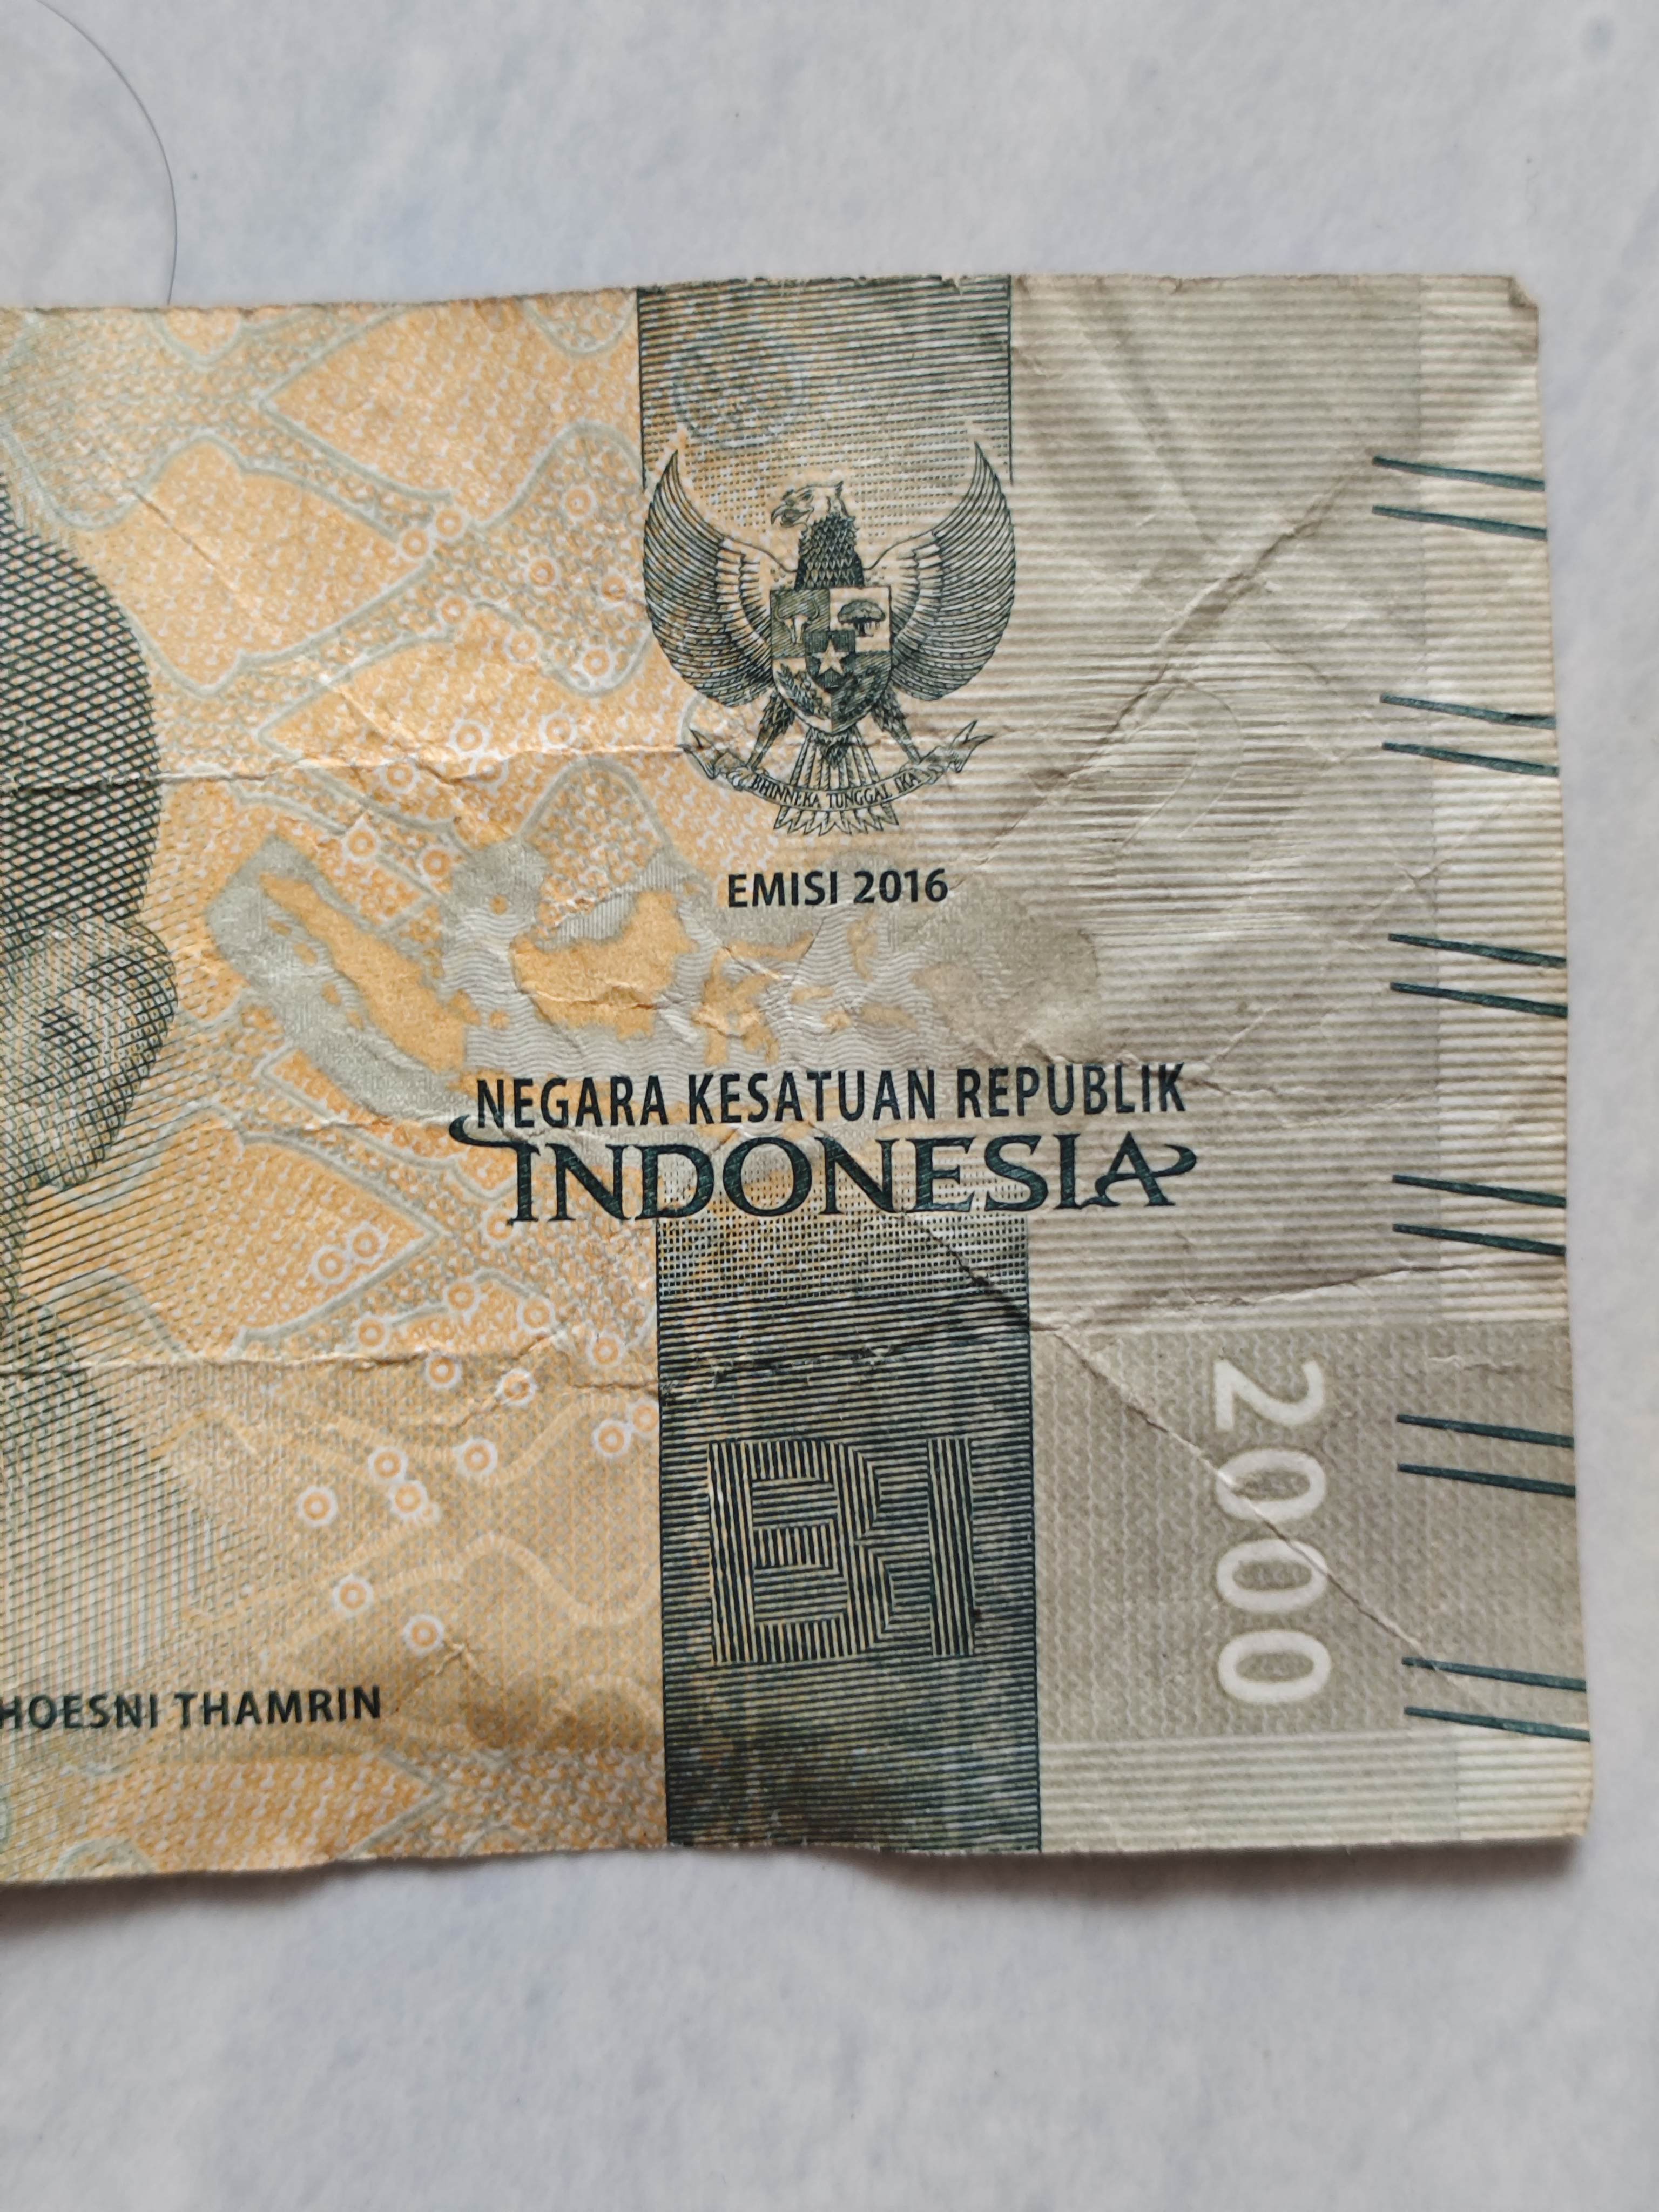 BHINNEKA TUNGGAL IKA
EMISI 2016
NEGARA KESATUAN REPUBLIK
INDONESIA
BI
2000
HOESNI THAMRIN